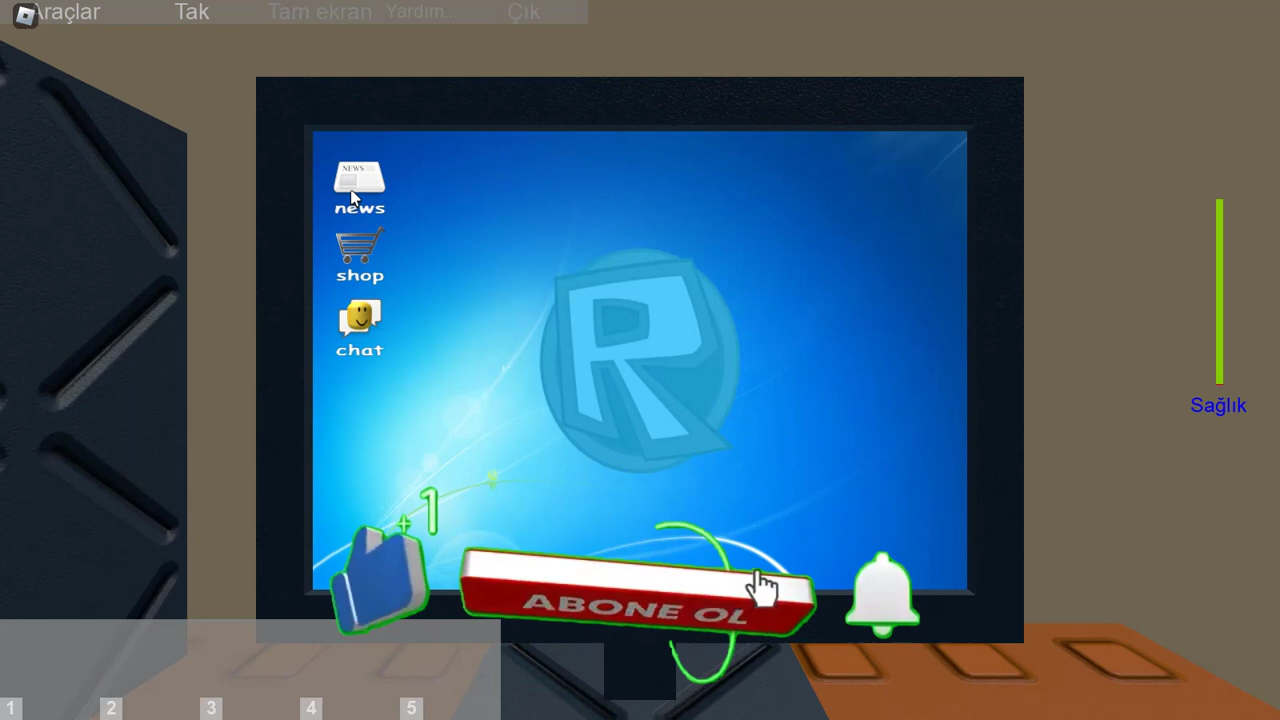 Araçlar Tak Tam ekran Yardım... Çık
NEWS
news
shop
chat
R
Sağlık
+1
ABONE OL
1 2 3 4 5